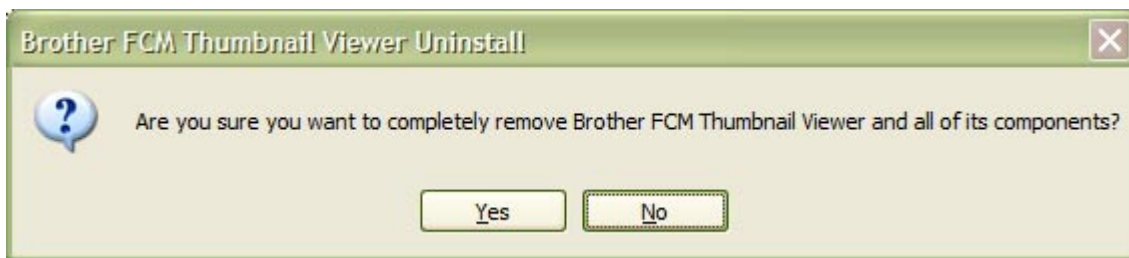 Brother FCM Thumbnail Viewer Uninstall
Are you sure you want to completely remove Brother FCM Thumbnail Viewer and all of its components?
Yes No